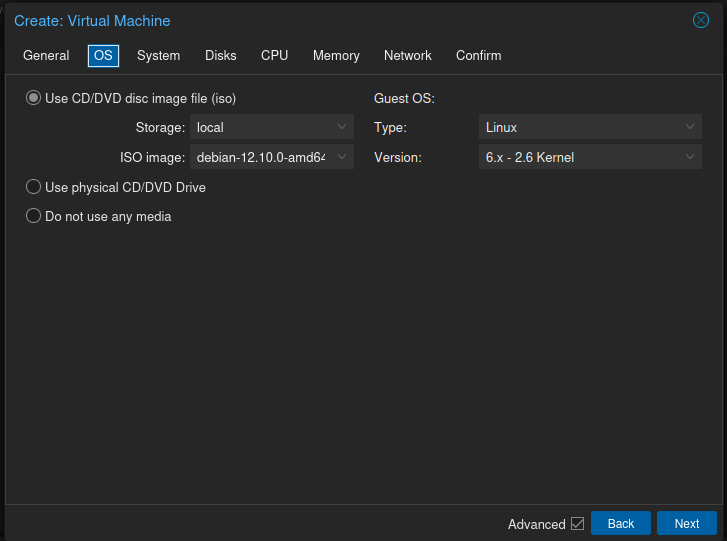 Create: Virtual Machine
General OS System Disks CPU Memory Network Confirm
Use CD/DVD disc image file (iso)
Storage: local
ISO image: debian-12.10.0-amd64
Use physical CD/DVD Drive
Do not use any media
Guest OS:
Type: Linux
Version: 6.x - 2.6 Kernel
Advanced Back Next